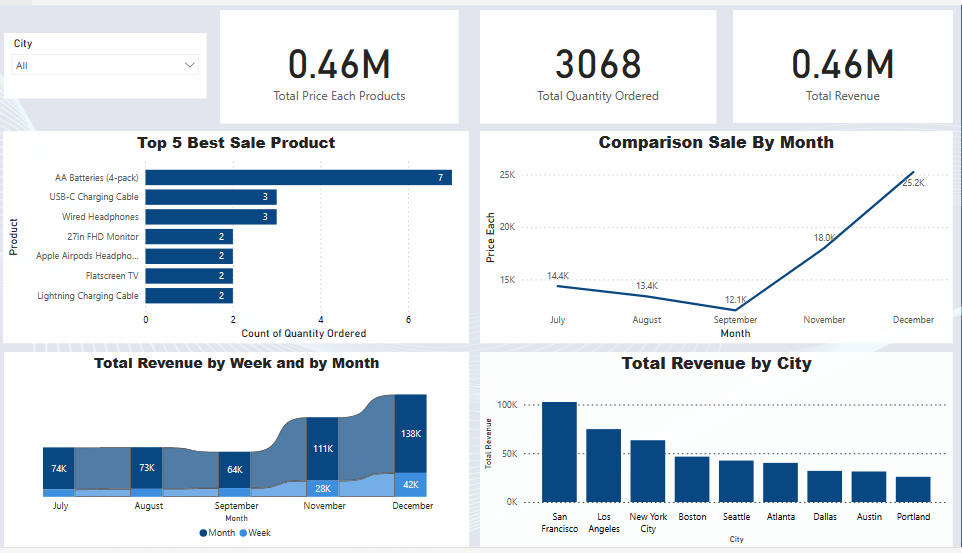 City
All
0.46M
Total Price Each Products
3068
Total Quantity Ordered
0.46M
Total Revenue
Top 5 Best Sale Product
Product
AA Batteries (4-pack)
7
USB-C Charging Cable
3
Wired Headphones
3
27in FHD Monitor
2
Apple Airpods Headpho...
2
Flatscreen TV
2
Lightning Charging Cable
2
0 2 4 6
Count of Quantity Ordered
Comparison Sale By Month
Price Each
25K
20K
15K
14.4K
13.4K
12.1K
18.0K
25.2K
July August September November December
Month
Total Revenue by Week and by Month
74K
73K
64K
111K
28K
138K
42K
July August September November December
Month
Month Week
Total Revenue by City
Total Revenue
100K
50K
0K
San Francisco
Los Angeles
New York City
Boston
Seattle
Atlanta
Dallas
Austin
Portland
City